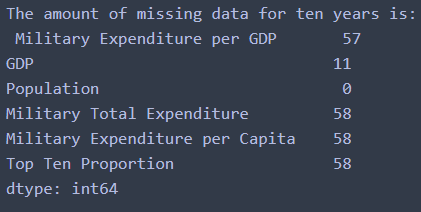 The amount of missing data for ten years is:
 Military Expenditure per GDP       57
GDP                               11
Population                         0
Military Total Expenditure        58
Military Expenditure per Capita   58
Top Ten Proportion                58
dtype: int64